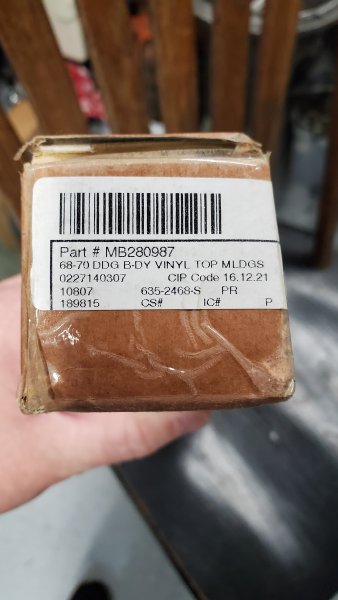 Part # MB280987
68-70 DDG B-DY VINYL TOP MLDGS
0227140307 CIP Code 16.12.21
10807 635-2468-S PR
189815 CS# IC# P